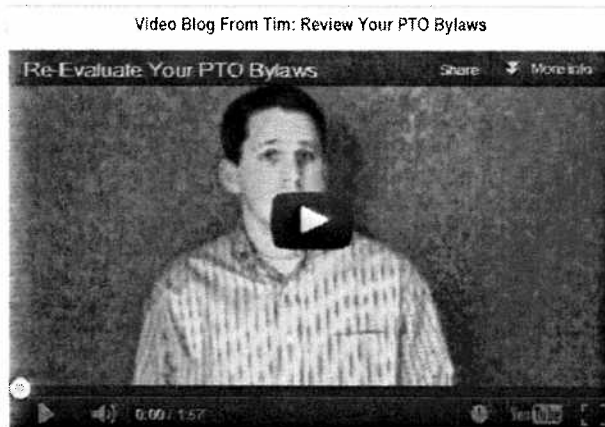 Video Blog From Tim: Review Your PTO Bylaws
Re-Evaluate Your PTO Bylaws Share More info
0:00 / 1:57 YouTube